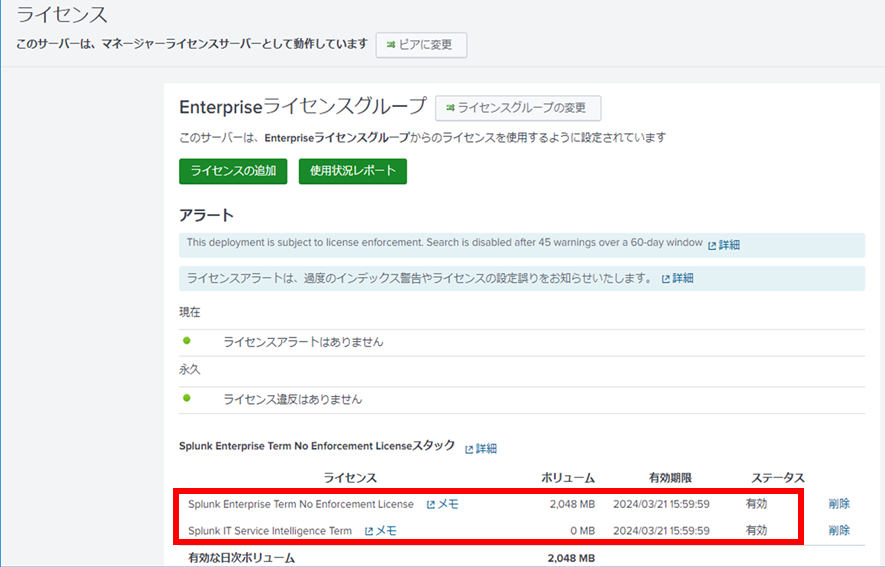 ライセンス
このサーバーは、マネージャーライセンスサーバーとして動作しています ピアに変更
Enterpriseライセンスグループ ライセンスグループの変更
このサーバーは、Enterpriseライセンスグループからのライセンスを使用するように設定されています
ライセンスの追加 使用状況レポート
アラート
This deployment is subject to license enforcement. Search is disabled after 45 warnings over a 60-day window 詳細
ライセンスアラートは、過度のインデックス警告やライセンスの設定誤りをお知らせいたします。 詳細
現在
ライセンスアラートはありません
永久
ライセンス違反はありません
Splunk Enterprise Term No Enforcement Licenseスタック 詳細
ライセンス ボリューム 有効期限 ステータス
Splunk Enterprise Term No Enforcement License メモ 2,048 MB 2024/03/21 15:59:59 有効 削除
Splunk IT Service Intelligence Term メモ 0 MB 2024/03/21 15:59:59 有効 削除
有効な日次ボリューム 2,048 MB